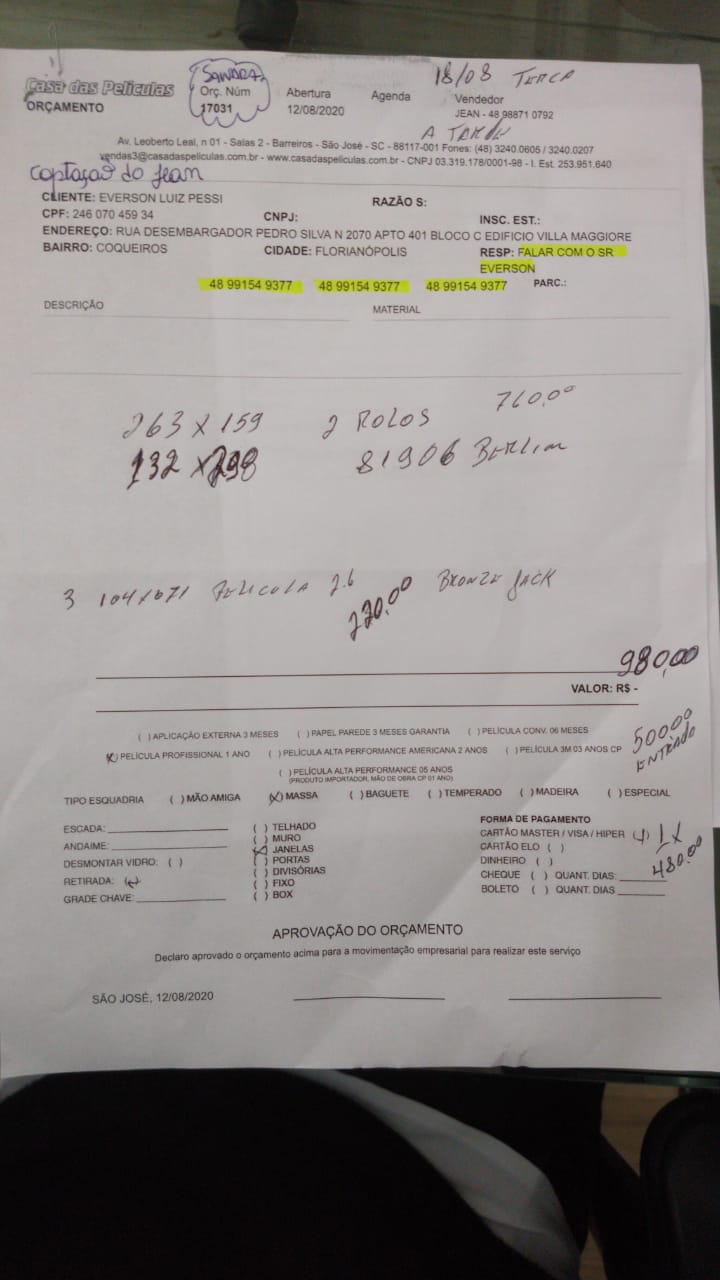 SANDRA
18/08 TERÇA
Casa das Películas
ORÇAMENTO
Orç. Núm
17031
Abertura
12/08/2020
Agenda
Vendedor
JEAN - 48 98871 0792
A TARDE
Av. Leoberto Leal, n 01 - Salas 2 - Barreiros - São José - SC - 88117-001 Fones: (48) 3240.0605 / 3240.0207
vendas3@casadaspeliculas.com.br - www.casadaspeliculas.com.br - CNPJ 03.319.178/0001-98 - I. Est. 253.951.640
Captação do Jean
CLIENTE: EVERSON LUIZ PESSI RAZÃO S:
CPF: 246 070 459 34 CNPJ: INSC. EST.:
ENDEREÇO: RUA DESEMBARGADOR PEDRO SILVA N 2070 APTO 401 BLOCO C EDIFICIO VILLA MAGGIORE
BAIRRO: COQUEIROS CIDADE: FLORIANÓPOLIS RESP: FALAR COM O SR
EVERSON
48 99154 9377 48 99154 9377 48 99154 9377 PARC.:
DESCRIÇÃO MATERIAL
263 X 159 2 ROLOS 760,00
132 X 298 81906 BERLIM
3 104X071 PELICULA 2.6 220,00 BRONZE JACK
980,00
VALOR: R$ -
( ) APLICAÇÃO EXTERNA 3 MESES ( ) PAPEL PAREDE 3 MESES GARANTIA ( ) PELÍCULA CONV. 06 MESES
(X) PELÍCULA PROFISSIONAL 1 ANO ( ) PELÍCULA ALTA PERFORMANCE AMERICANA 2 ANOS ( ) PELÍCULA 3M 03 ANOS CP
500,00
ENTRADO
( ) PELÍCULA ALTA PERFORMANCE 05 ANOS
(PRODUTO IMPORTADOR, MÃO DE OBRA CP 01 ANO)
TIPO ESQUADRIA ( ) MÃO AMIGA (X) MASSA ( ) BAGUETE ( ) TEMPERADO ( ) MADEIRA ( ) ESPECIAL
ESCADA:
ANDAIME:
DESMONTAR VIDRO: ( )
RETIRADA: (x)
GRADE CHAVE:
( ) TELHADO
( ) MURO
(X) JANELAS
( ) PORTAS
( ) DIVISÓRIAS
( ) FIXO
( ) BOX
FORMA DE PAGAMENTO
CARTÃO MASTER / VISA / HIPER (x) 1X
CARTÃO ELO ( )
480,00
DINHEIRO ( )
CHEQUE ( ) QUANT. DIAS:
BOLETO ( ) QUANT. DIAS
APROVAÇÃO DO ORÇAMENTO
Declaro aprovado o orçamento acima para a movimentação empresarial para realizar este serviço
SÃO JOSÉ, 12/08/2020